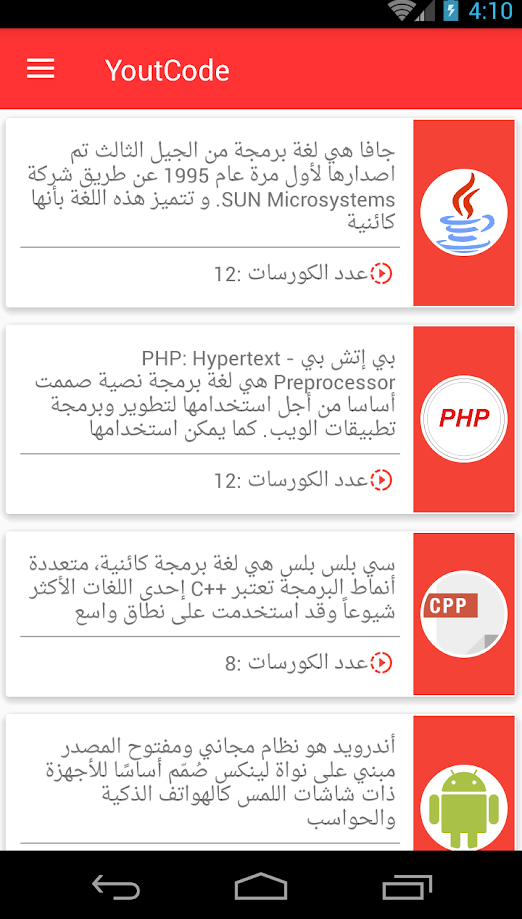 4:10
YoutCode
جافا هي لغة برمجة من الجيل الثالث تم
اصدارها لأول مرة عام 1995 عن طريق شركة
SUN Microsystems. و تتميز هذه اللغة بأنها
كائنية
عدد الكورسات :12
بي إتش بي - PHP: Hypertext
Preprocessor هي لغة برمجة نصية صممت
أساسا من أجل استخدامها لتطوير وبرمجة
تطبيقات الويب. كما يمكن استخدامها
PHP
عدد الكورسات :12
سي بلس بلس هي لغة برمجة كائنية، متعددة
أنماط البرمجة تعتبر ++C إحدى اللغات الأكثر
شيوعاً وقد استخدمت على نطاق واسع
CPP
عدد الكورسات :8
أندرويد هو نظام مجاني ومفتوح المصدر
مبني على نواة لينكس صُمّم أساسًا للأجهزة
ذات شاشات اللمس كالهواتف الذكية
والحواسب